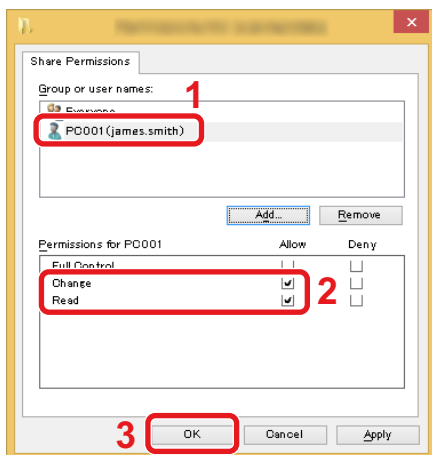 Share Permissions
Group or user names:
1
Everyone
PC001(james.smith)
Add...
Remove
Permissions for PC001
Allow
Deny
Full Control
Change
Read
2
3
OK
Cancel
Apply